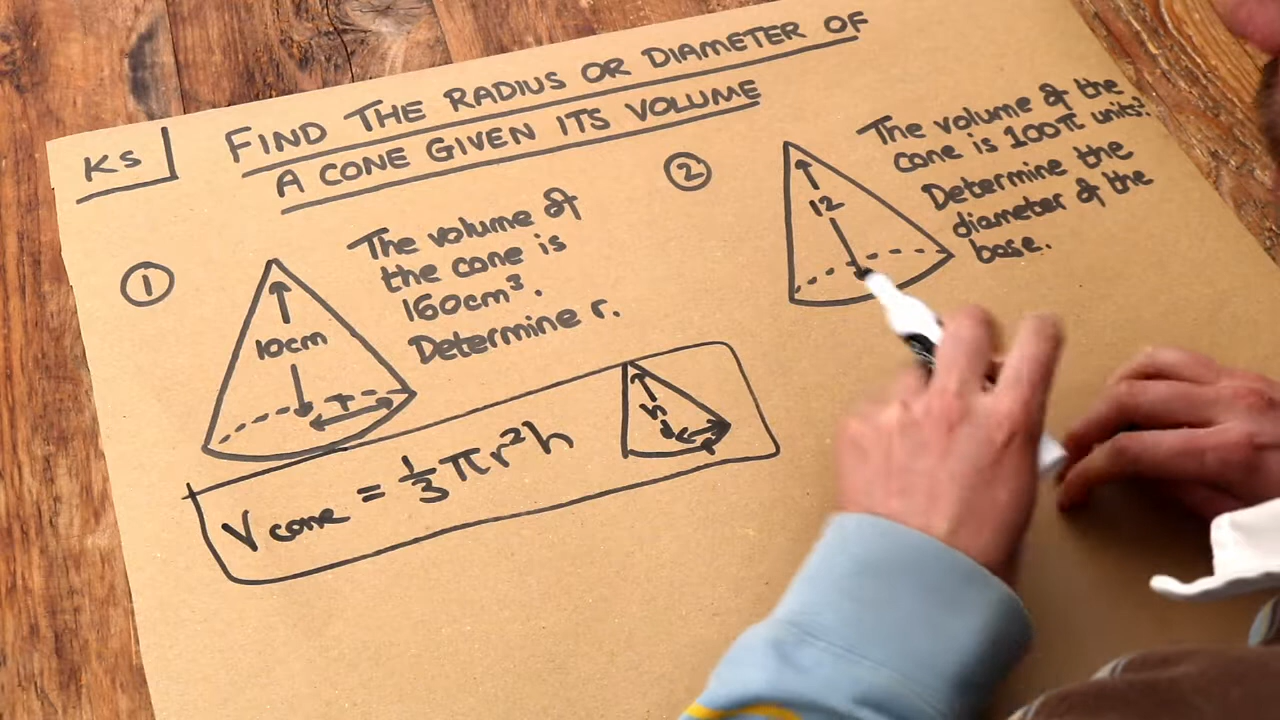 KS
FIND THE RADIUS OR DIAMETER OF
A CONE GIVEN ITS VOLUME
①
The volume of
the cone is
160cm³.
Determine r.
10cm
r
②
The volume of the
cone is 100π units³.
Determine the
diameter of the
base.
12
V cone = 1/3 πr²h
h
r